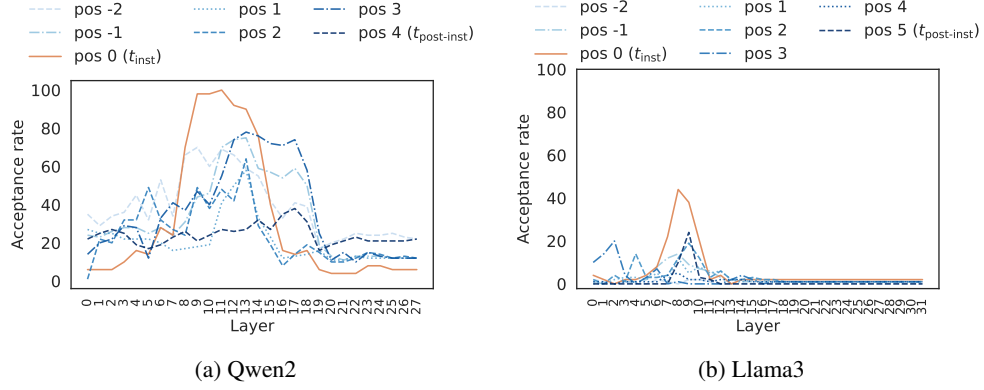 pos -2
pos 1
pos 3
pos -1
pos 2
pos 4 (t_post-inst)
pos 0 (t_inst)
Acceptance rate
100
80
60
40
20
0
0 1 2 3 4 5 6 7 8 9 10 11 12 13 14 15 16 17 18 19 20 21 22 23 24 25 26 27
Layer
(a) Qwen2
pos -2
pos 1
pos 4
pos -1
pos 2
pos 5 (t_post-inst)
pos 0 (t_inst)
pos 3
Acceptance rate
100
80
60
40
20
0
0 1 2 3 4 5 6 7 8 9 10 11 12 13 14 15 16 17 18 19 20 21 22 23 24 25 26 27 28 29 30 31
Layer
(b) Llama3